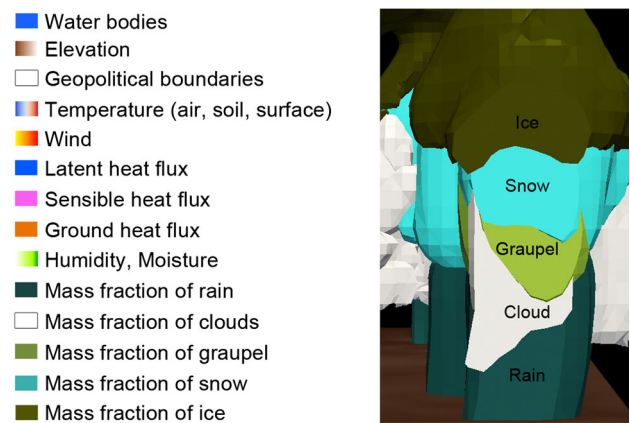 Water bodies
Elevation
Geopolitical boundaries
Temperature (air, soil, surface)
Wind
Latent heat flux
Sensible heat flux
Ground heat flux
Humidity, Moisture
Mass fraction of rain
Mass fraction of clouds
Mass fraction of graupel
Mass fraction of snow
Mass fraction of ice
Ice
Snow
Graupel
Cloud
Rain